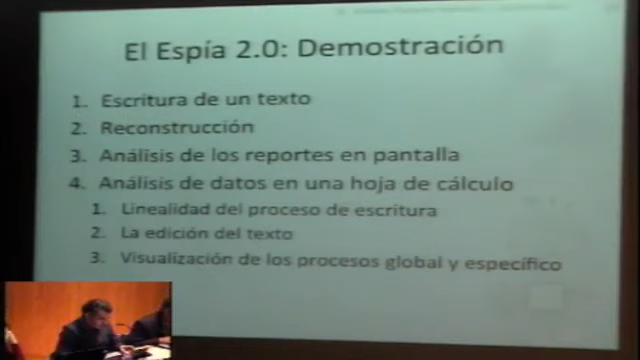 El Espía 2.0: Demostración
1. Escritura de un texto
2. Reconstrucción
3. Análisis de los reportes en pantalla
4. Análisis de datos en una hoja de cálculo
1. Linealidad del proceso de escritura
2. La edición del texto
3. Visualización de los procesos global y específico